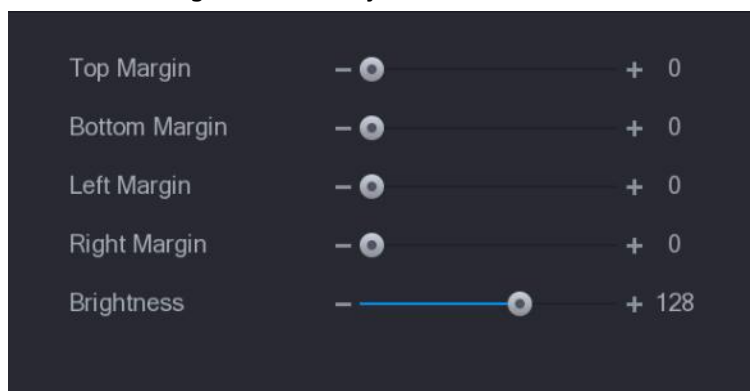 Top Margin - + 0
Bottom Margin - + 0
Left Margin - + 0
Right Margin - + 0
Brightness - + 128